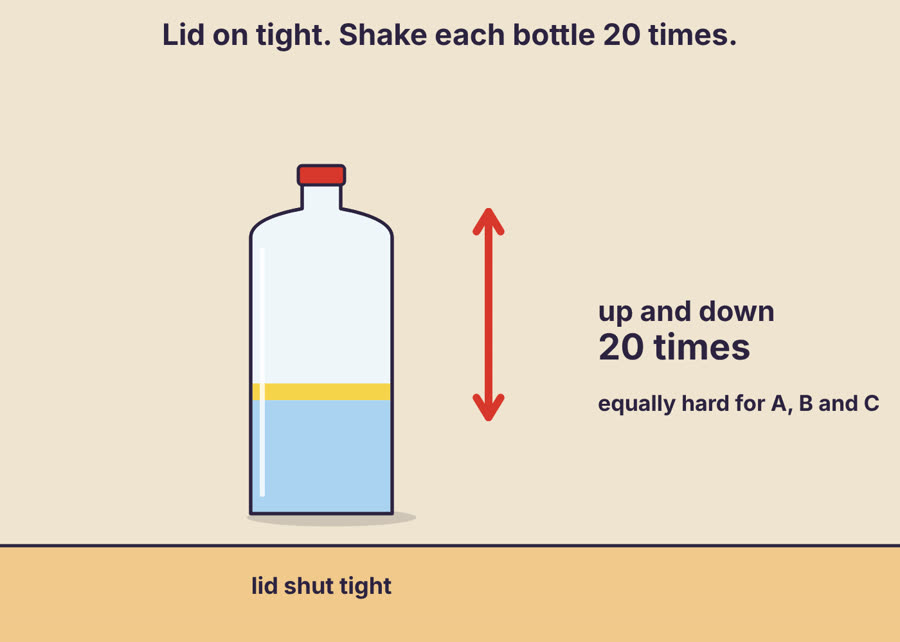 Lid on tight. Shake each bottle 20 times.
up and down
20 times
equally hard for A, B and C
lid shut tight